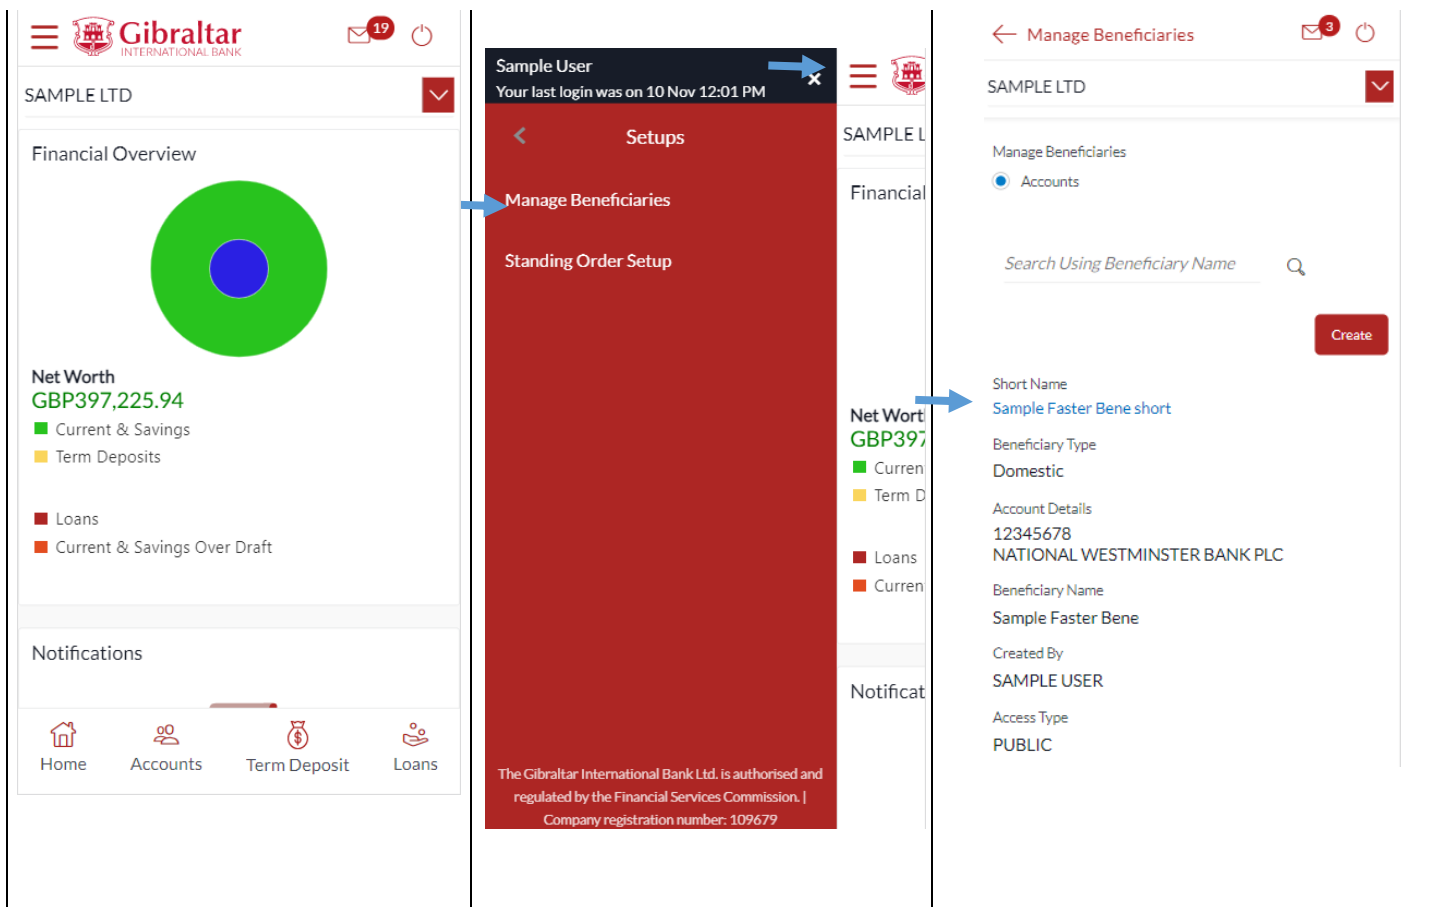 Gibraltar
INTERNATIONAL BANK
19
SAMPLE LTD
Financial Overview
Net Worth
GBP397,225.94
Current & Savings
Term Deposits
Loans
Current & Savings Over Draft
Notifications
Home
Accounts
Term Deposit
Loans
Sample User
Your last login was on 10 Nov 12:01 PM
Setups
Manage Beneficiaries
Standing Order Setup
The Gibraltar International Bank Ltd. is authorised and
regulated by the Financial Services Commission. |
Company registration number: 109679
SAMPLE L
Financial
Net Wort
GBP397
Curren
Term D
Loans
Curren
Notificat
Manage Beneficiaries
3
SAMPLE LTD
Manage Beneficiaries
Accounts
Search Using Beneficiary Name
Create
Short Name
Sample Faster Bene short
Beneficiary Type
Domestic
Account Details
12345678
NATIONAL WESTMINSTER BANK PLC
Beneficiary Name
Sample Faster Bene
Created By
SAMPLE USER
Access Type
PUBLIC